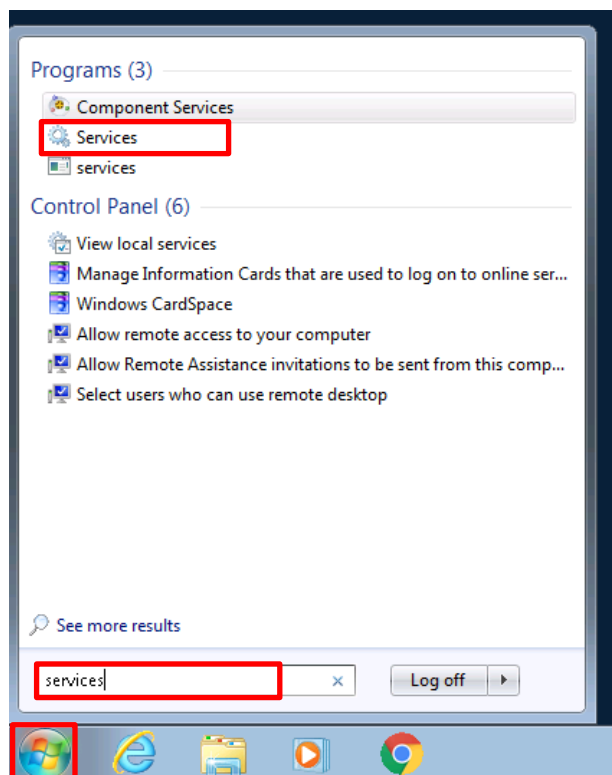 Programs (3)
Component Services
Services
services
Control Panel (6)
View local services
Manage Information Cards that are used to log on to online ser...
Windows CardSpace
Allow remote access to your computer
Allow Remote Assistance invitations to be sent from this comp...
Select users who can use remote desktop
See more results
services
Log off